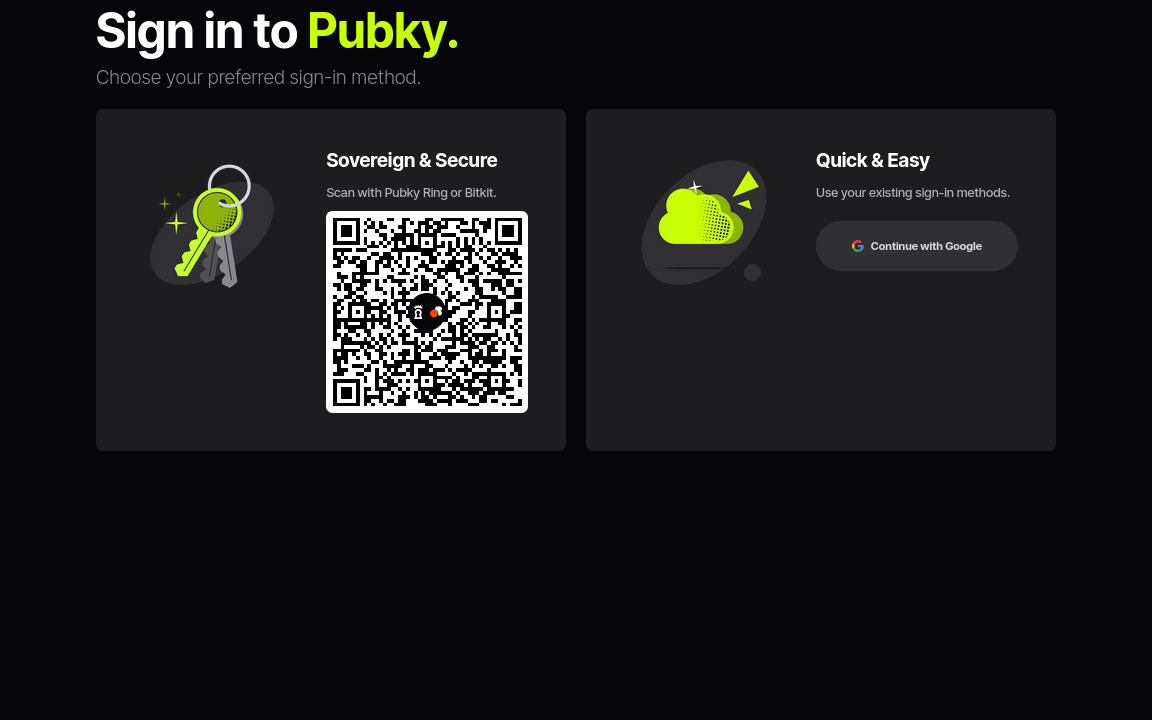 Sign in to Pubky.
Choose your preferred sign-in method.
Sovereign & Secure
Scan with Pubky Ring or Bitkit.
Quick & Easy
Use your existing sign-in methods.
Continue with Google